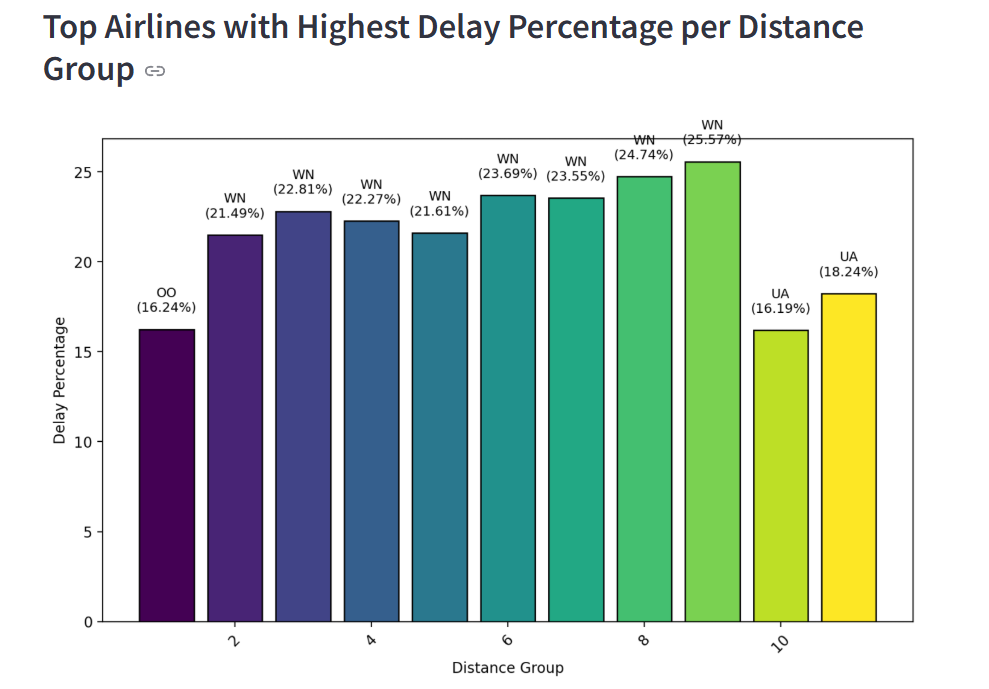 Top Airlines with Highest Delay Percentage per Distance
Group
WN
(25.57%)
WN
(24.74%)
WN
(23.69%)
WN
(23.55%)
WN
(22.81%)
WN
(22.27%)
WN
(21.49%)
WN
(21.61%)
UA
(18.24%)
OO
(16.24%)
UA
(16.19%)
25
20
15
10
5
0
Delay Percentage
2
4
6
8
10
Distance Group